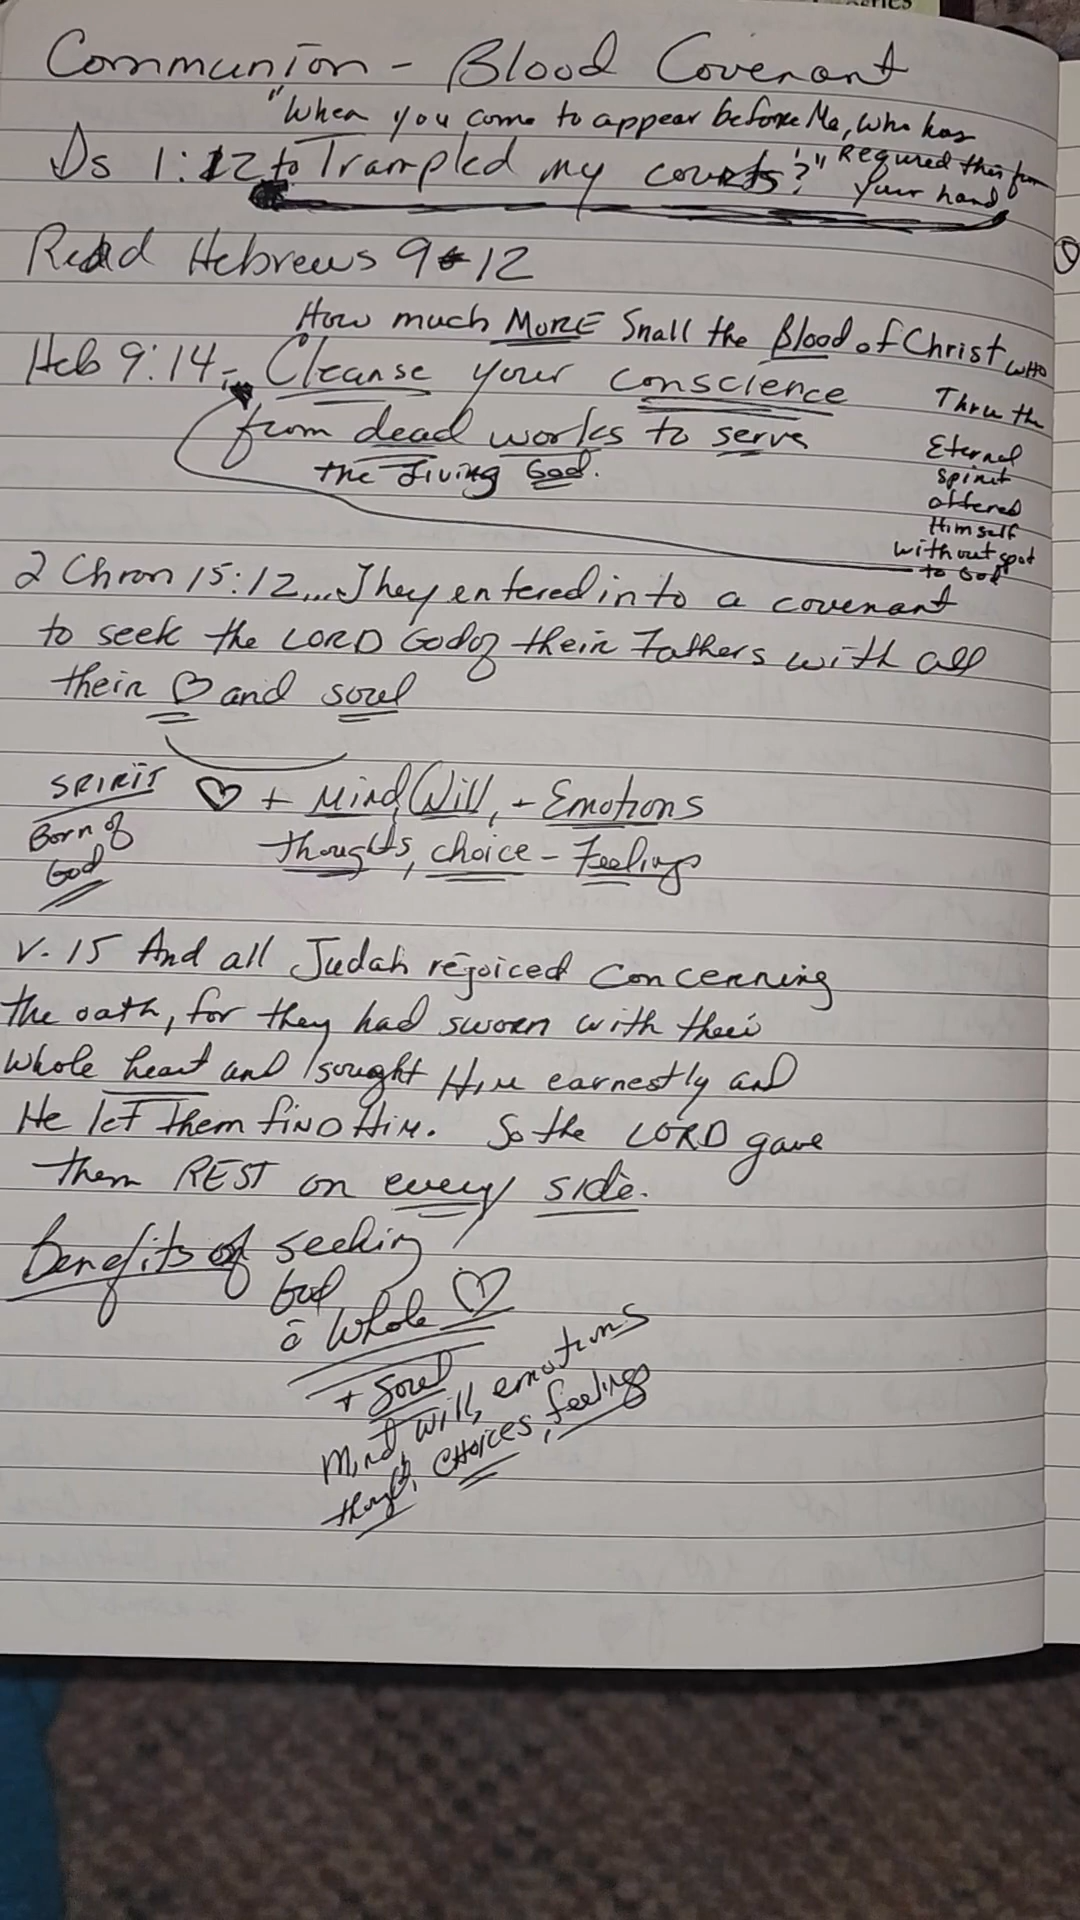 Communion - Blood Covenant
"When you come to appear before Me, Who has
Required this from
your hand
Is 1:12 to Trampled my courts?"
Read Hebrews 9-12
How much MORE Shall the Blood of Christ, WHO
Thru the
Eternal
spirit
offered
Himself
without spot
to God
Heb 9:14 - Cleanse your conscience
from dead works to serve
the Living God.
2 Chron 15:12...They entered into a covenant
to seek the LORD God of their Fathers with all
their ♡ and soul
SPIRIT ♡ + Mind, Will, + Emotions
Born of
God
thoughts, choice - Feelings
V. 15 And all Judah rejoiced concerning
the oath, for they had sworn with their
whole heart and sought Him earnestly and
He let them find Him. So the LORD gave
them REST on every side.
Benefits of seeking
God
c̄ whole ♡
+ Soul
Mind, will, emotions
thoughts, CHOICES, feelings